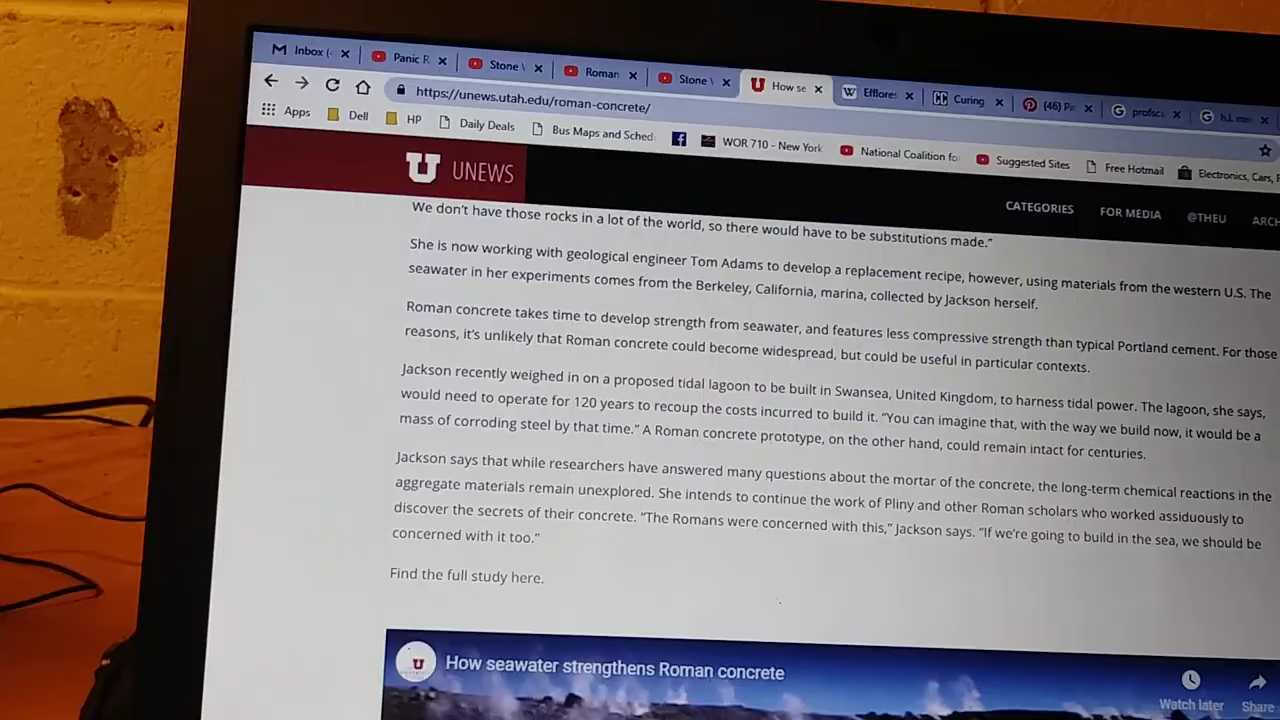 Inbox (
Panic R
Stone \
Roman
Stone \
How se
Efflores
Curing
(46) Pi
profsc
h.l. me
https://unews.utah.edu/roman-concrete/
Apps
Dell
HP
Daily Deals
Bus Maps and Sched
WOR 710 - New York
National Coalition fo
Suggested Sites
Free Hotmail
Electronics, Cars, F
U UNEWS
CATEGORIES
FOR MEDIA
@THEU
ARCH
We don't have those rocks in a lot of the world, so there would have to be substitutions made."
She is now working with geological engineer Tom Adams to develop a replacement recipe, however, using materials from the western U.S. The
seawater in her experiments comes from the Berkeley, California, marina, collected by Jackson herself.
Roman concrete takes time to develop strength from seawater, and features less compressive strength than typical Portland cement. For those
reasons, it's unlikely that Roman concrete could become widespread, but could be useful in particular contexts.
Jackson recently weighed in on a proposed tidal lagoon to be built in Swansea, United Kingdom, to harness tidal power. The lagoon, she says,
would need to operate for 120 years to recoup the costs incurred to build it. "You can imagine that, with the way we build now, it would be a
mass of corroding steel by that time." A Roman concrete prototype, on the other hand, could remain intact for centuries.
Jackson says that while researchers have answered many questions about the mortar of the concrete, the long-term chemical reactions in the
aggregate materials remain unexplored. She intends to continue the work of Pliny and other Roman scholars who worked assiduously to
discover the secrets of their concrete. "The Romans were concerned with this," Jackson says. "If we're going to build in the sea, we should be
concerned with it too."
Find the full study here.
How seawater strengthens Roman concrete
Watch later
Share